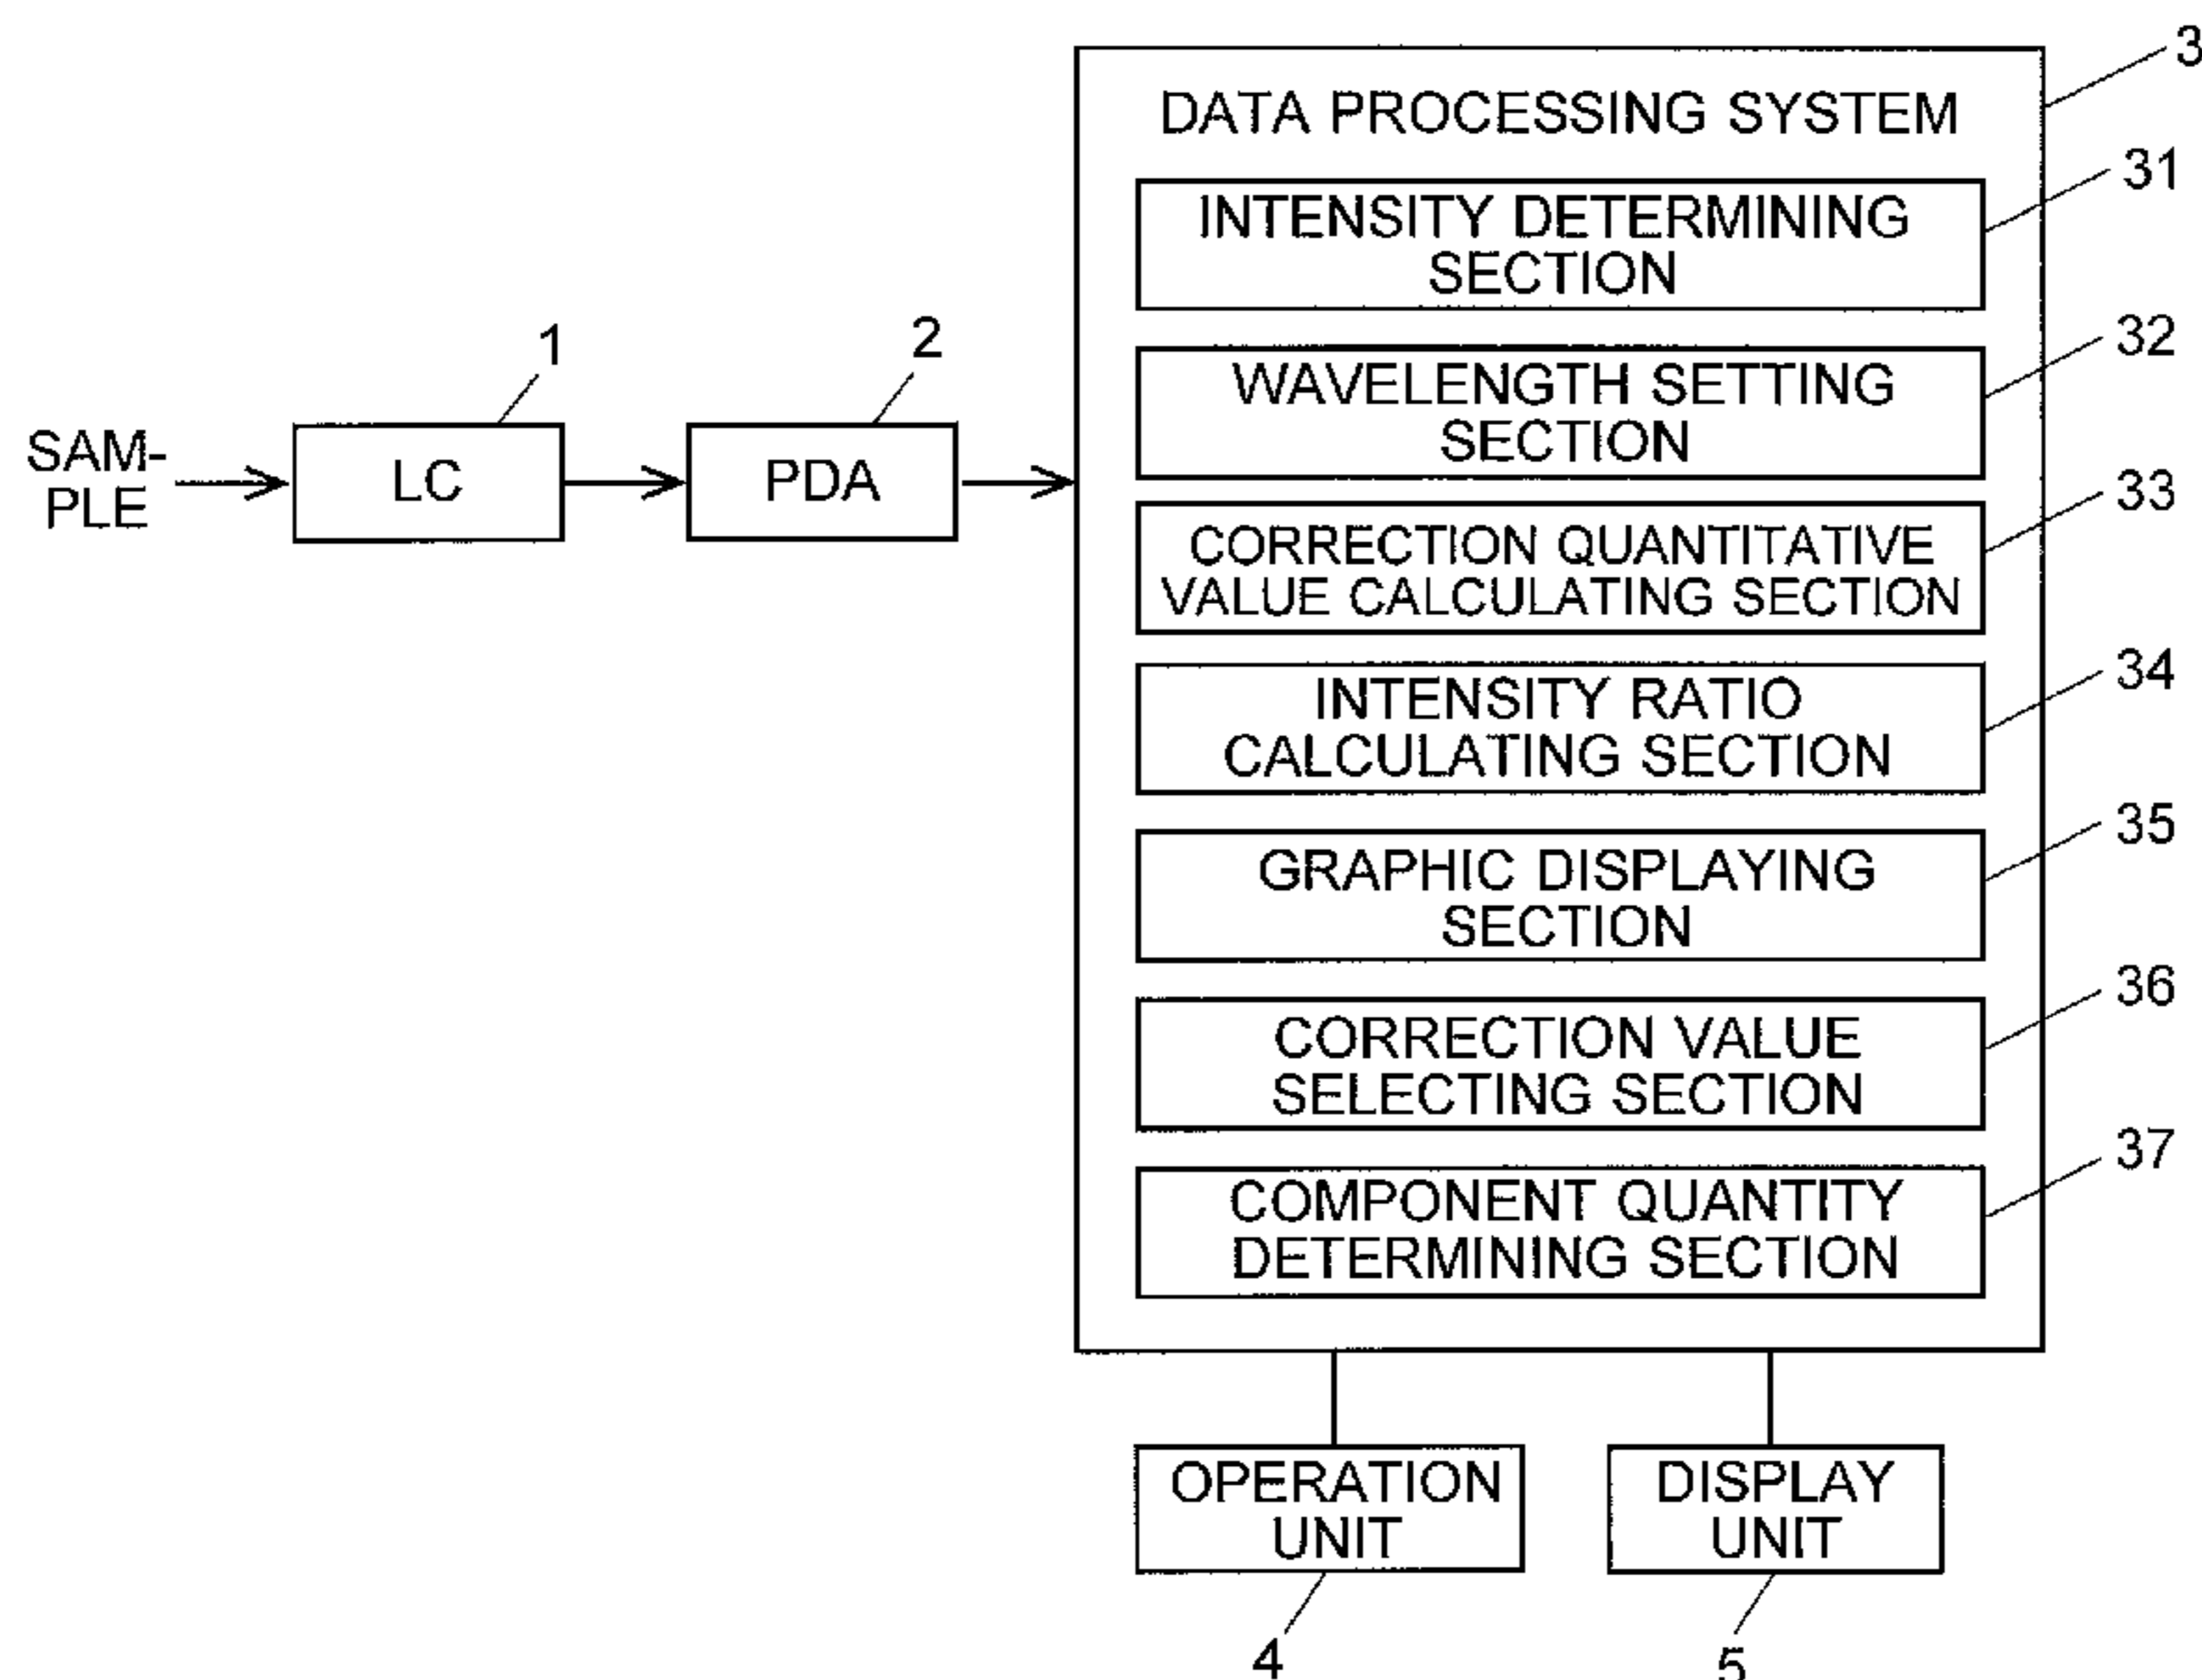 3
DATA PROCESSING SYSTEM
31
INTENSITY DETERMINING
SECTION
32
WAVELENGTH SETTING
SECTION
1
2
SAM-
PLE
LC
PDA
33
CORRECTION QUANTITATIVE
VALUE CALCULATING SECTION
34
INTENSITY RATIO
CALCULATING SECTION
35
GRAPHIC DISPLAYING
SECTION
36
CORRECTION VALUE
SELECTING SECTION
37
COMPONENT QUANTITY
DETERMINING SECTION
OPERATION
UNIT
DISPLAY
UNIT
4
5